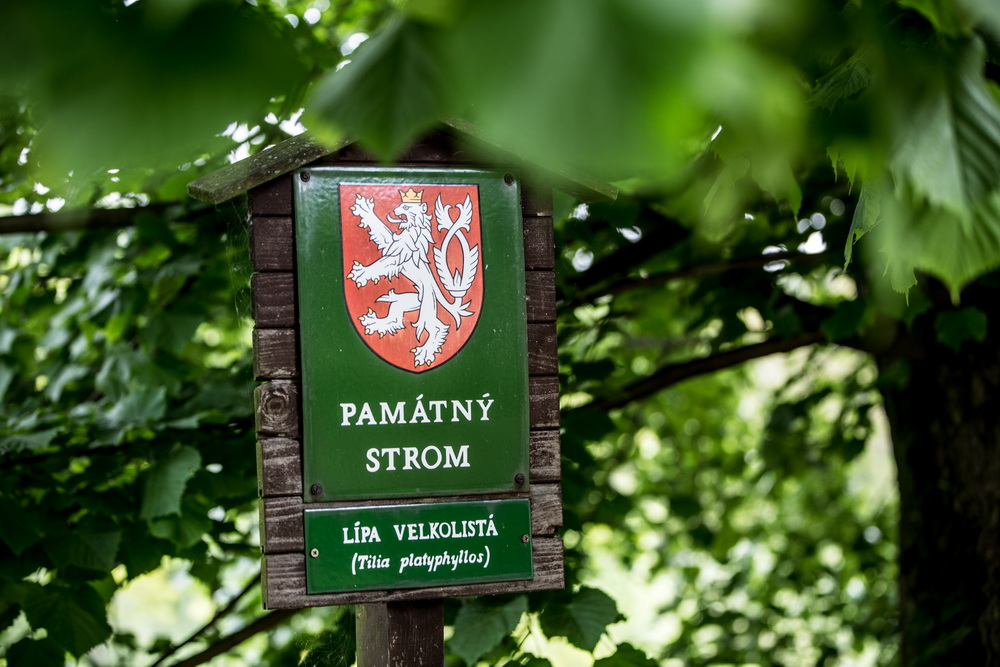 PAMÁTNÝ
STROM
LÍPA VELKOLISTÁ
(Tilia platyphyllos)